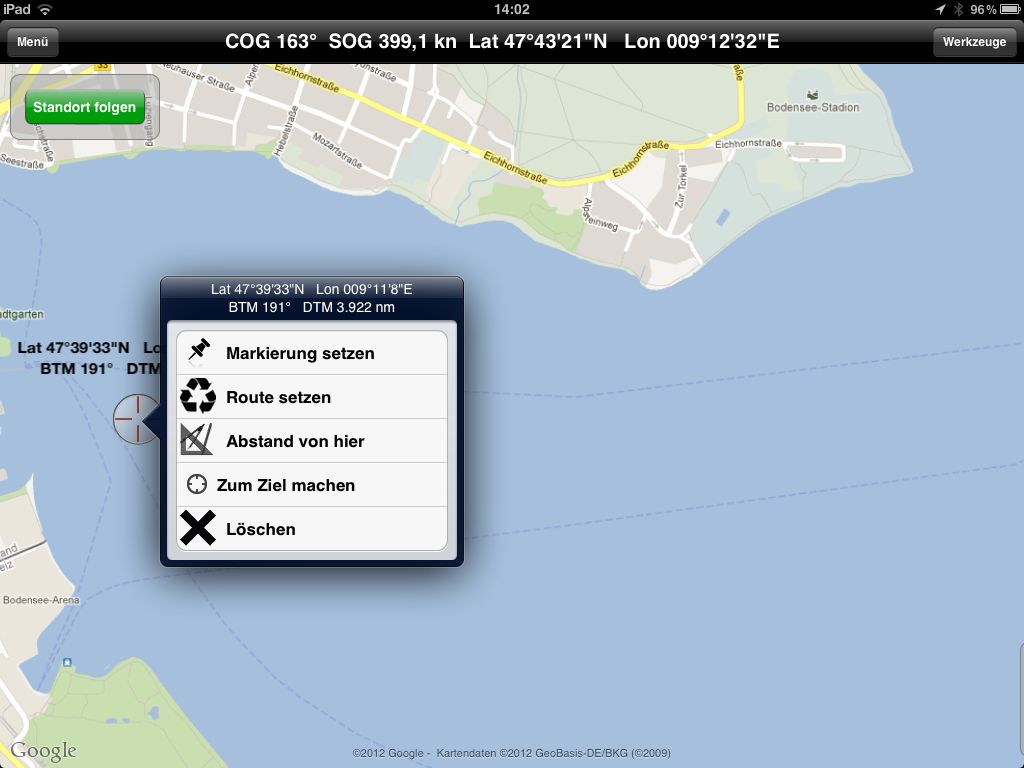 iPad
14:02
96%
Menü
COG 163° SOG 399,1 kn Lat 47°43'21"N Lon 009°12'32"E
Werkzeuge
33
Neuhauser Straße
Standort folgen
Luziengang
Eichhornstraße
Hebelstraße
Mozartstraße
Seestraße
Eichhornstraße
Eichhornstraße
Eichhornstraße
Bodensee-Stadion
Zur Torkel
Lat 47°39'33"N Lon 009°11'8"E
BTM 191° DTM 3.922 nm
adtgarten
Lat 47°39'33"N Lo
BTM 191° DTM
Markierung setzen
Route setzen
Abstand von hier
Zum Ziel machen
Löschen
Bodensee-Arena
Google
©2012 Google - Kartendaten ©2012 GeoBasis-DE/BKG (©2009)